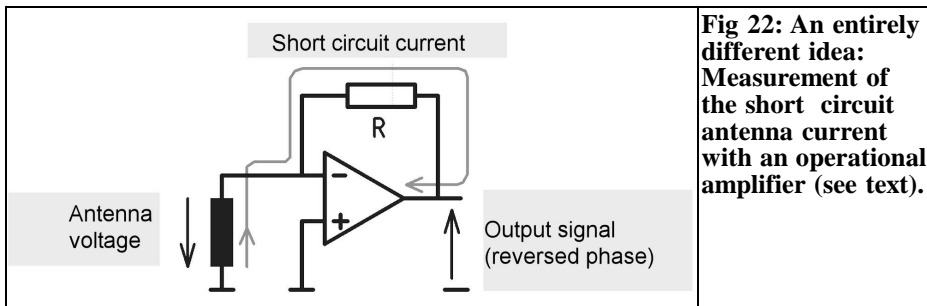 Short circuit current
R
−
+
Antenna
voltage
Output signal
(reversed phase)
Fig 22: An entirely
different idea:
Measurement of
the short circuit
antenna current
with an operational
amplifier (see text).